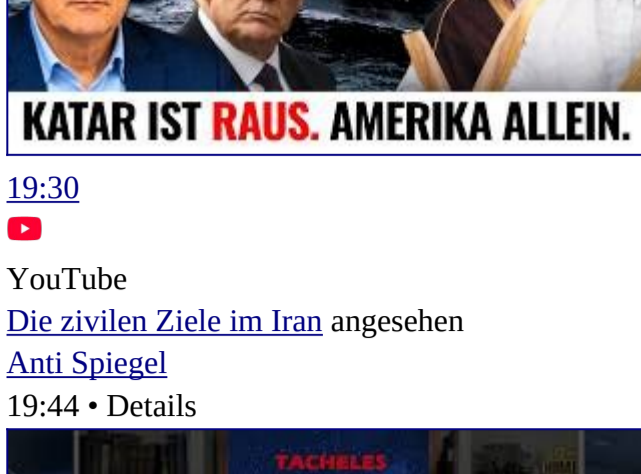 KATAR IST RAUS. AMERIKA ALLEIN.
19:30
YouTube
Die zivilen Ziele im Iran angesehen
Anti Spiegel
19:44 • Details
TACHELES